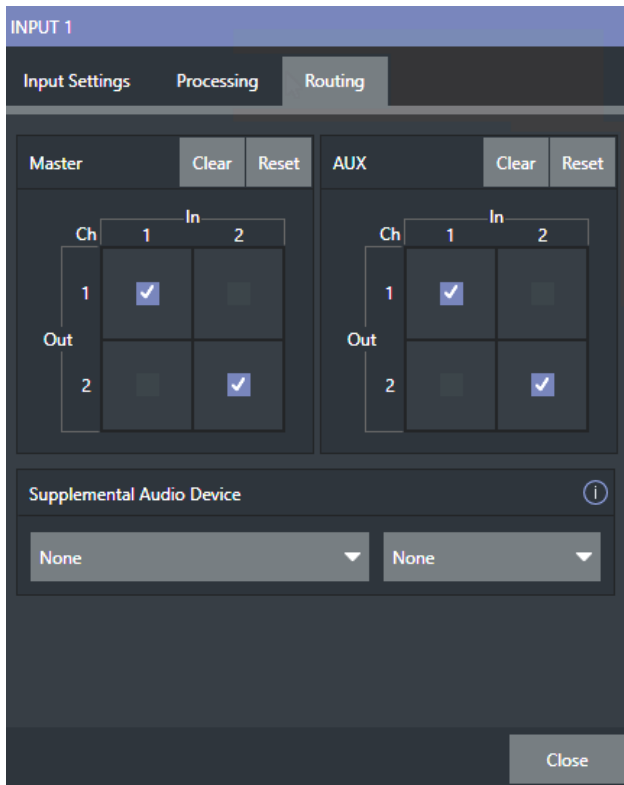 INPUT 1
Input Settings Processing Routing
Master Clear Reset AUX Clear Reset
In In
Ch 1 2 Ch 1 2
1 1
Out Out
2 2
Supplemental Audio Device i
None None
Close